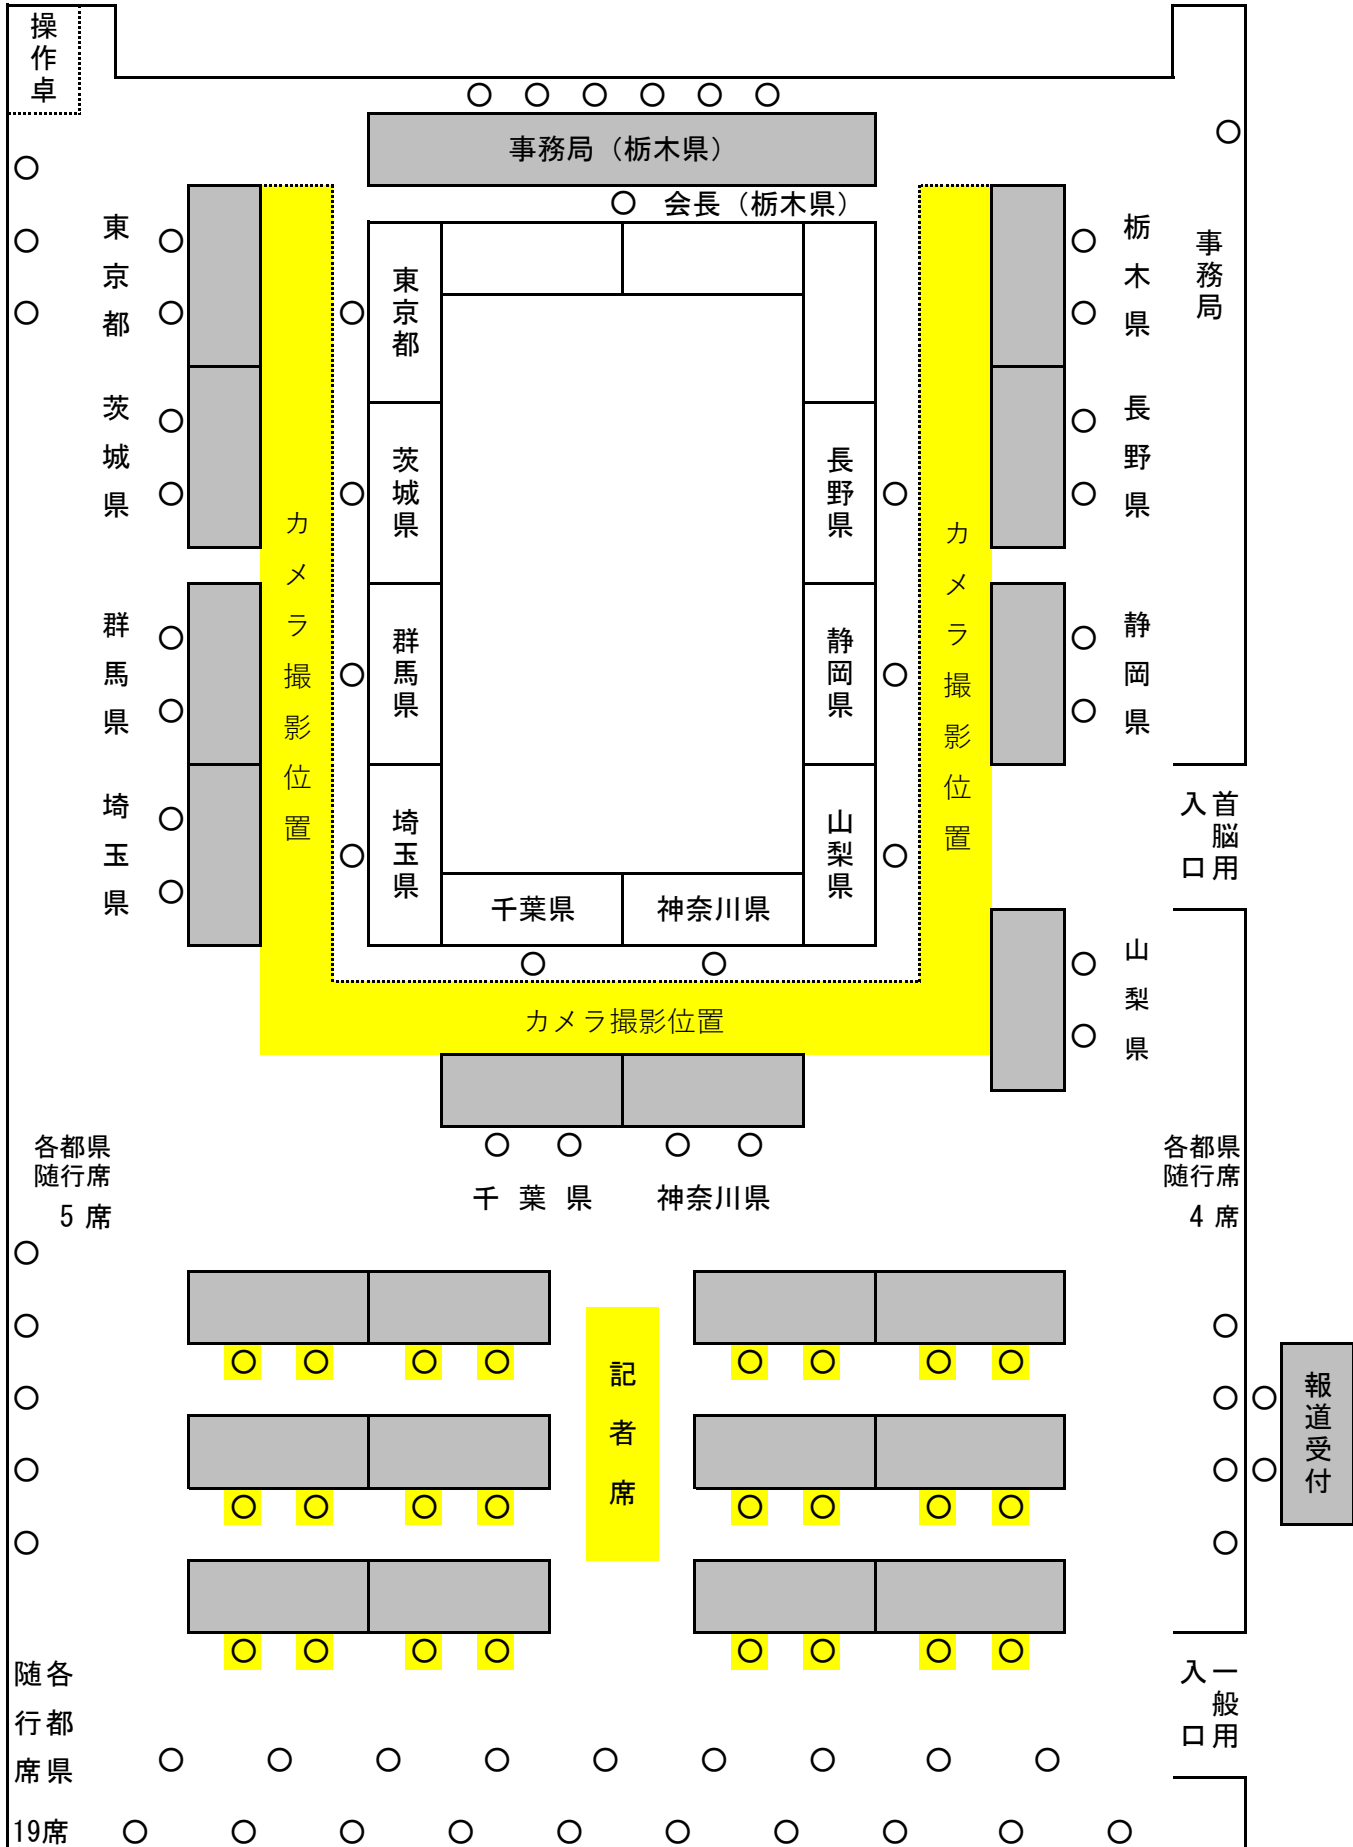 操作卓
事務局（栃木県）
会長（栃木県）
東京都
東京都
栃木県
事務局
茨城県
茨城県
長野県
長野県
カメラ撮影位置
カメラ撮影位置
群馬県
群馬県
静岡県
静岡県
埼玉県
埼玉県
山梨県
首脳用
入口
千葉県
神奈川県
山梨県
カメラ撮影位置
各都県
随行席
5 席
各都県
随行席
4 席
千葉県
神奈川県
記者席
報道受付
各都県
随行席
19席
一般用
入口